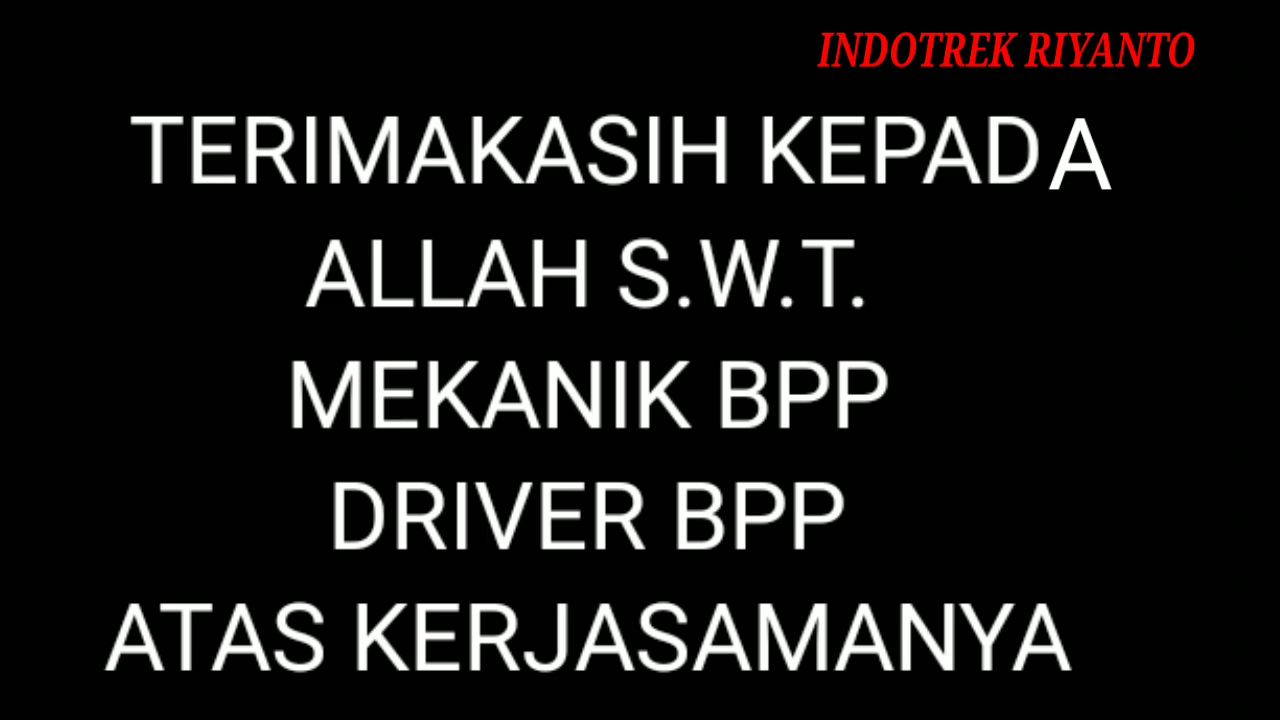 INDOTREK RIYANTO
TERIMAKASIH KEPADA
ALLAH S.W.T.
MEKANIK BPP
DRIVER BPP
ATAS KERJASAMANYA